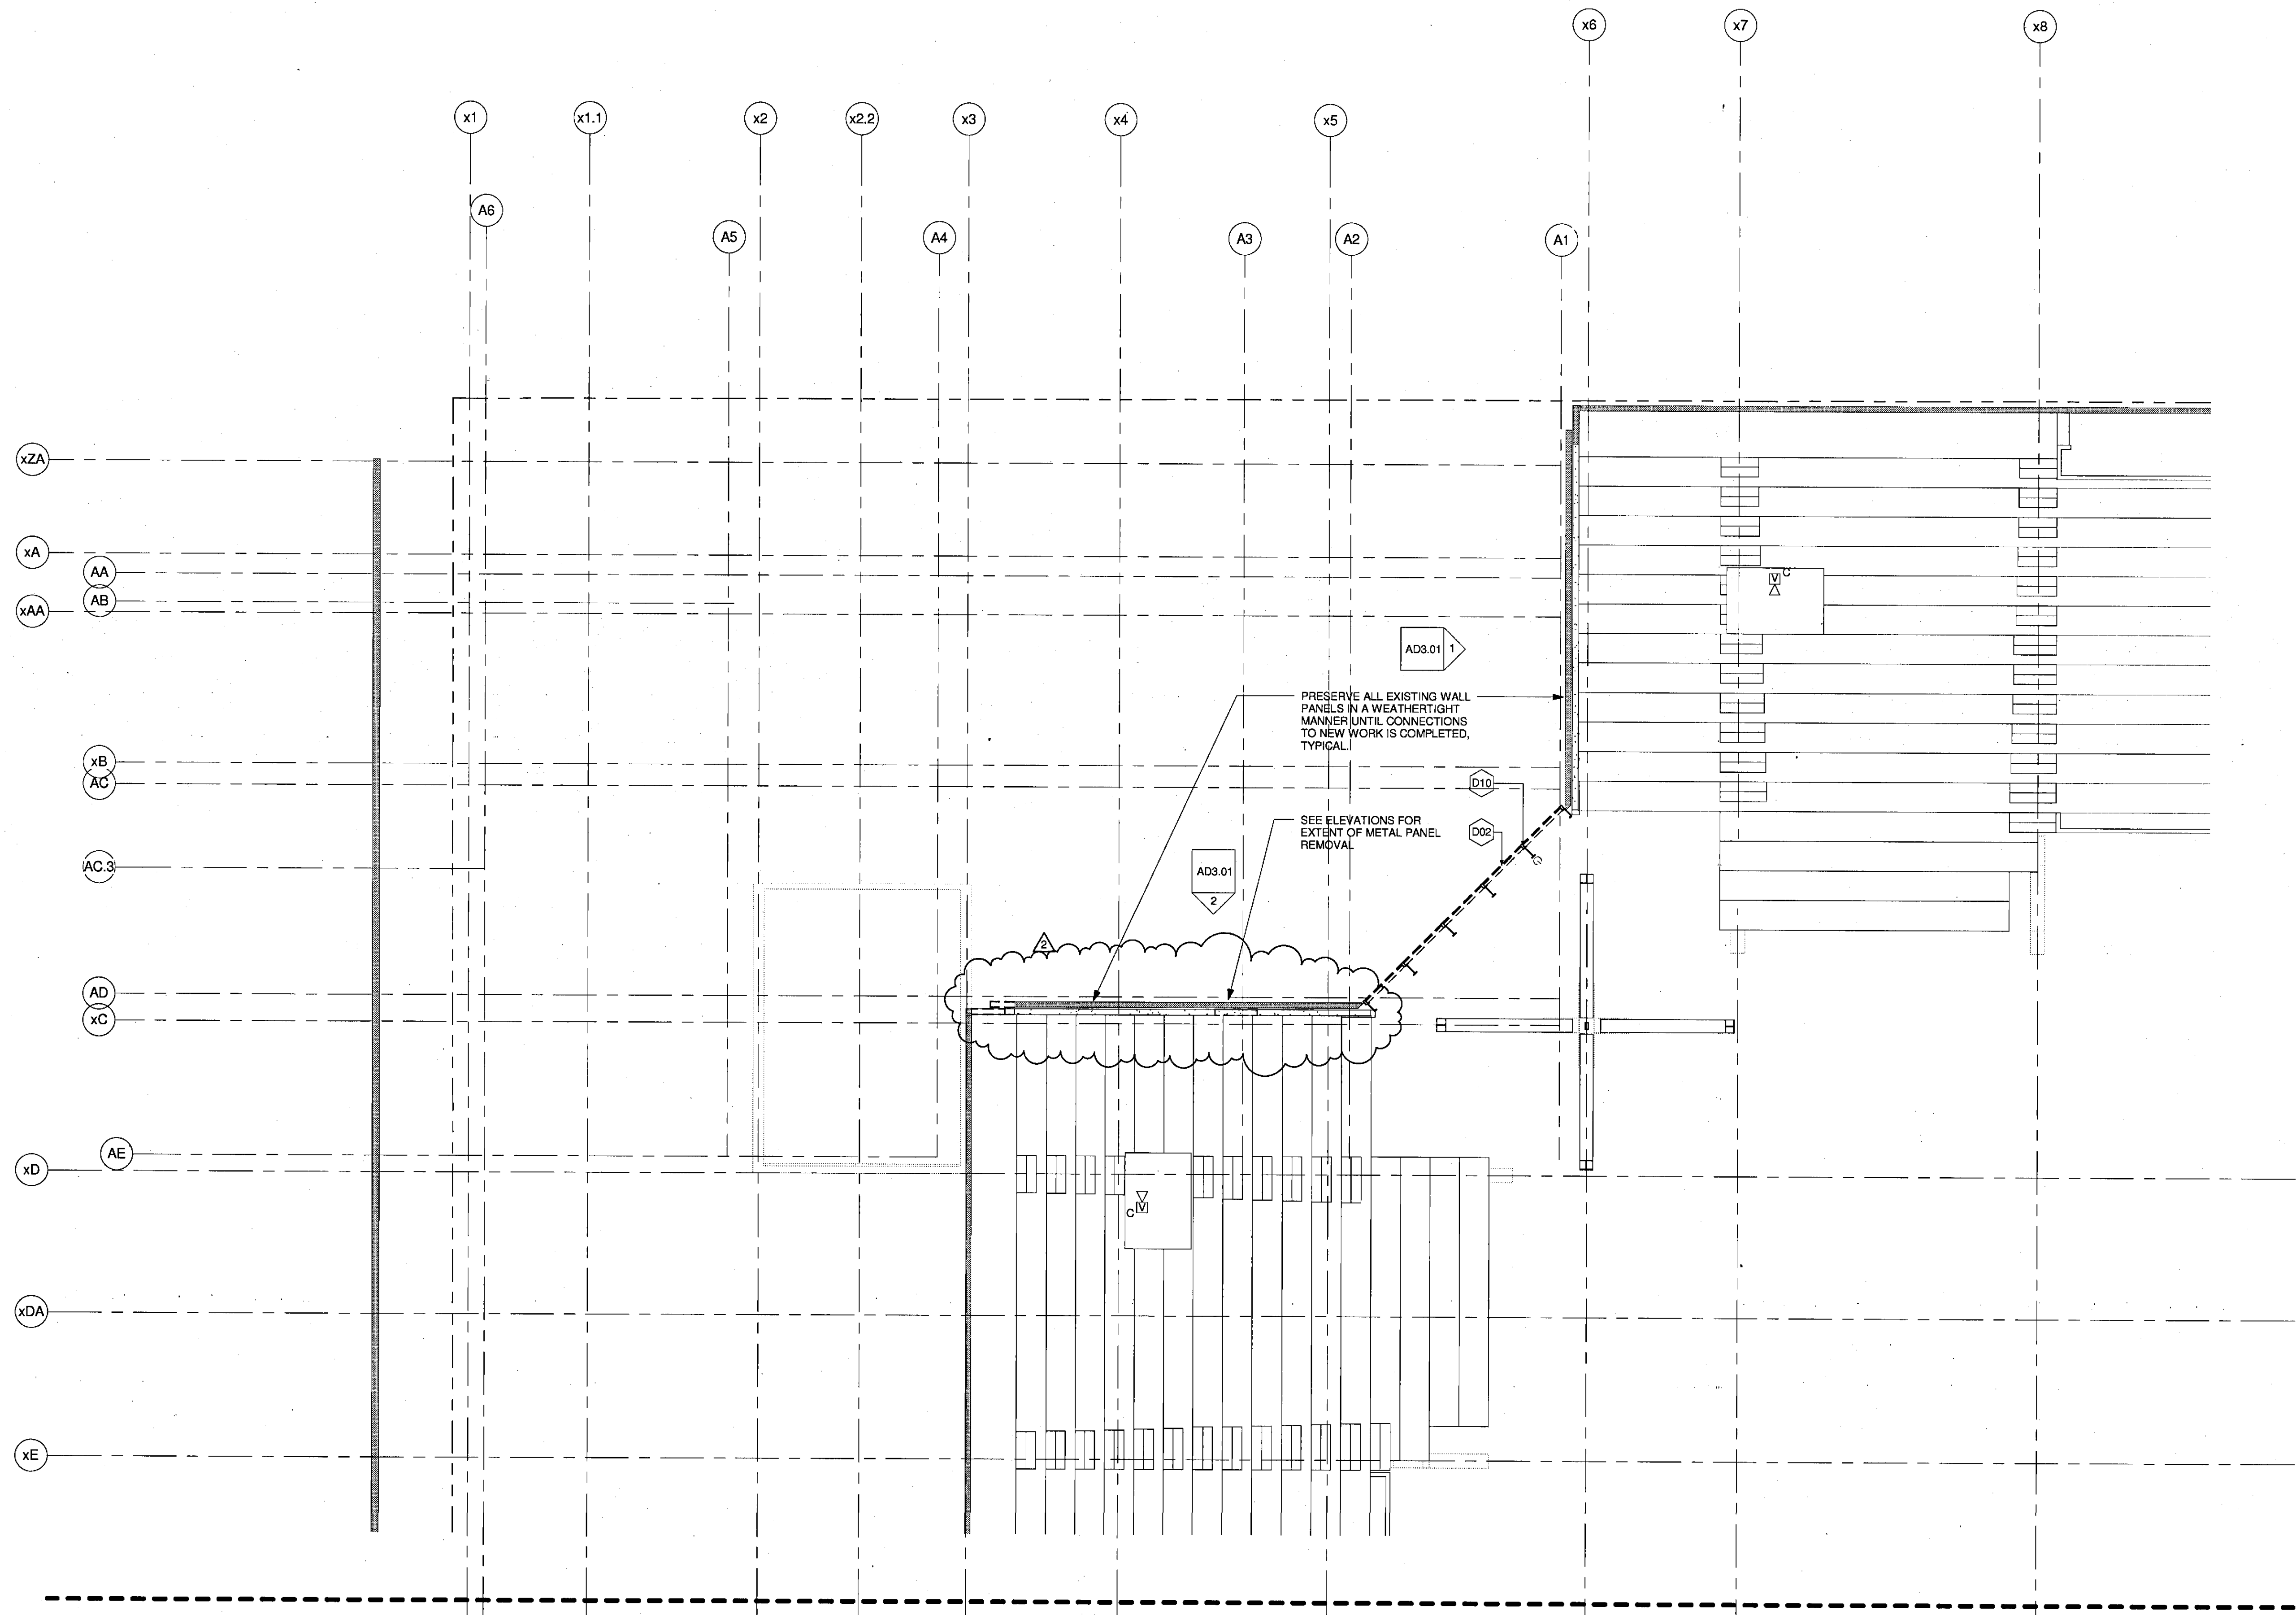 x6
x7
x8
x1
x1.1
x2
x2.2
x3
x4
x5
A6
A5
A4
A3
A2
A1
xZA
xA
AA
AB
xAA
V C
AD3.01 1
PRESERVE ALL EXISTING WALL
PANELS IN A WEATHERTIGHT
MANNER UNTIL CONNECTIONS
TO NEW WORK IS COMPLETED,
TYPICAL.
xB
AC
D10
SEE ELEVATIONS FOR
EXTENT OF METAL PANEL
REMOVAL
D02
AC.3
AD3.01
2
2
AD
xC
AE
xD
C V
xDA
xE